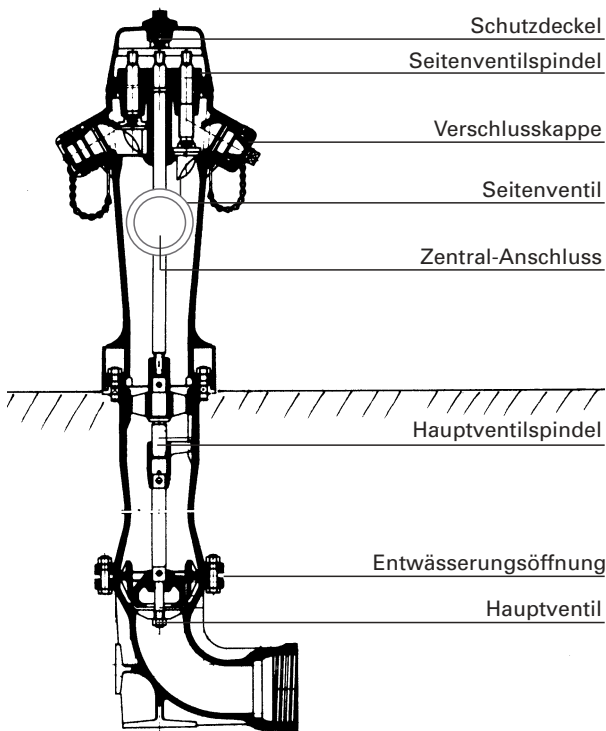 Schutzdeckel
Seitenventilspindel
Verschlusskappe
Seitenventil
Zentral-Anschluss
Hauptventilspindel
Entwässerungsöffnung
Hauptventil